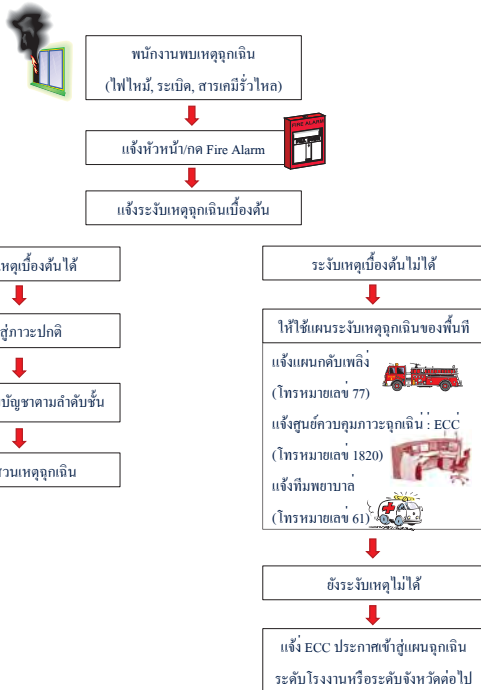 พนักงานพบเหตุฉุกเฉิน
(ไฟไหม้, ระเบิด, สารเคมีรั่วไหล)
FIRE ALARM
แจ้งหัวหน้า/กด Fire Alarm
แจ้งระงับเหตุฉุกเฉินเบื้องต้น
เหตุเบื้องต้นได้
สู่ภาวะปกติ
บัญชาตามลำดับชั้น
สวนเหตุฉุกเฉิน
ระงับเหตุเบื้องต้นไม่ได้
ให้ใช้แผนระงับเหตุฉุกเฉินของพื้นที่
แจ้งแผนกดับเพลิง
(โทรหมายเลข 77)
แจ้งศูนย์ควบคุมภาวะฉุกเฉิน : ECC
(โทรหมายเลข 1820)
แจ้งทีมพยาบาล
(โทรหมายเลข 61)
ยังระงับเหตุไม่ได้
แจ้ง ECC ประกาศเข้าสู่แผนฉุกเฉิน
ระดับโรงงานหรือระดับจังหวัดต่อไป